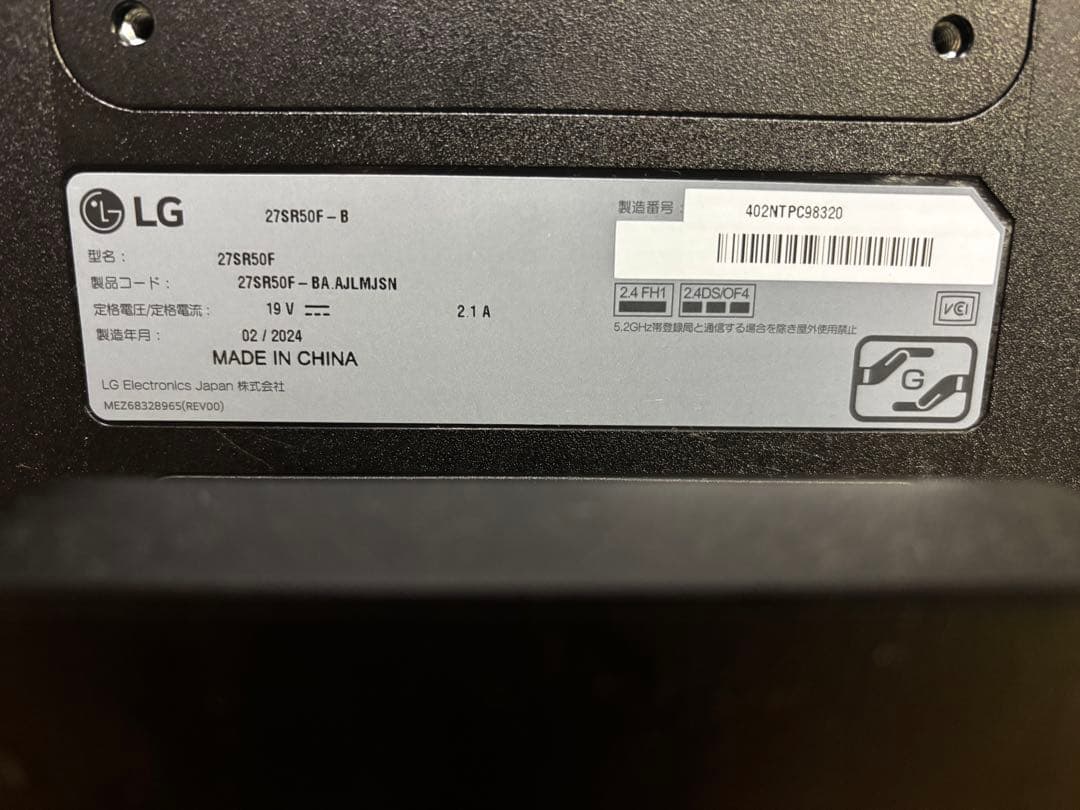 LG 27SR50F-B
型名： 27SR50F
製品コード： 27SR50F-BA.AJLMJSN
定格電圧/定格電流： 19 V 2.1 A
製造年月： 02 / 2024
MADE IN CHINA
LG Electronics Japan 株式会社
MEZ68328965(REV00)
製造番号： 402NTPC98320
2.4 FH1 2.4DS/OF4
5.2GHz帯登録局と通信する場合を除き屋外使用禁止
VCI
G